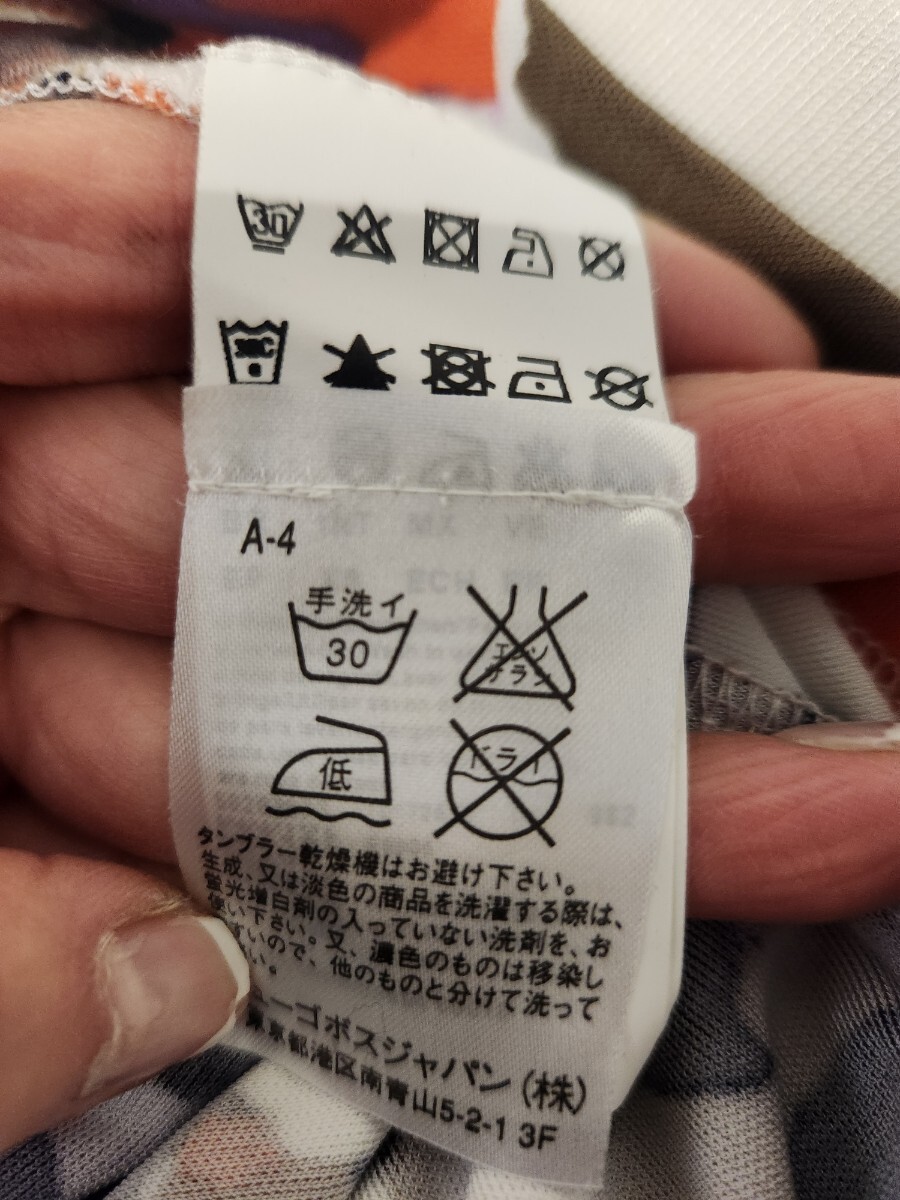 30
30C
A-4
手洗イ
30
エンソ
サラシ
低
ドライ
タンブラー乾燥機はお避け下さい。
生成、又は淡色の商品を洗濯する際は、
蛍光増白剤の入っていない洗剤を、お
使い下さい。又、濃色のものは移染し
すいので、他のものと分けて洗って
い。
ューゴボスジャパン(株)
東京都港区南青山5-2-1 3F